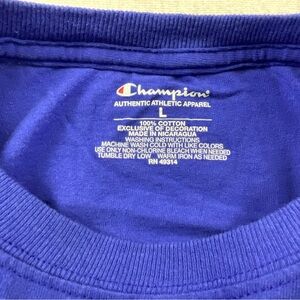 Champion
AUTHENTIC ATHLETIC APPAREL
L
100% COTTON
EXCLUSIVE OF DECORATION
MADE IN NICARAGUA
WASHING INSTRUCTIONS
MACHINE WASH COLD WITH LIKE COLORS
USE ONLY NON-CHLORINE BLEACH WHEN NEEDED
TUMBLE DRY LOW WARM IRON AS NEEDED
RN 49314